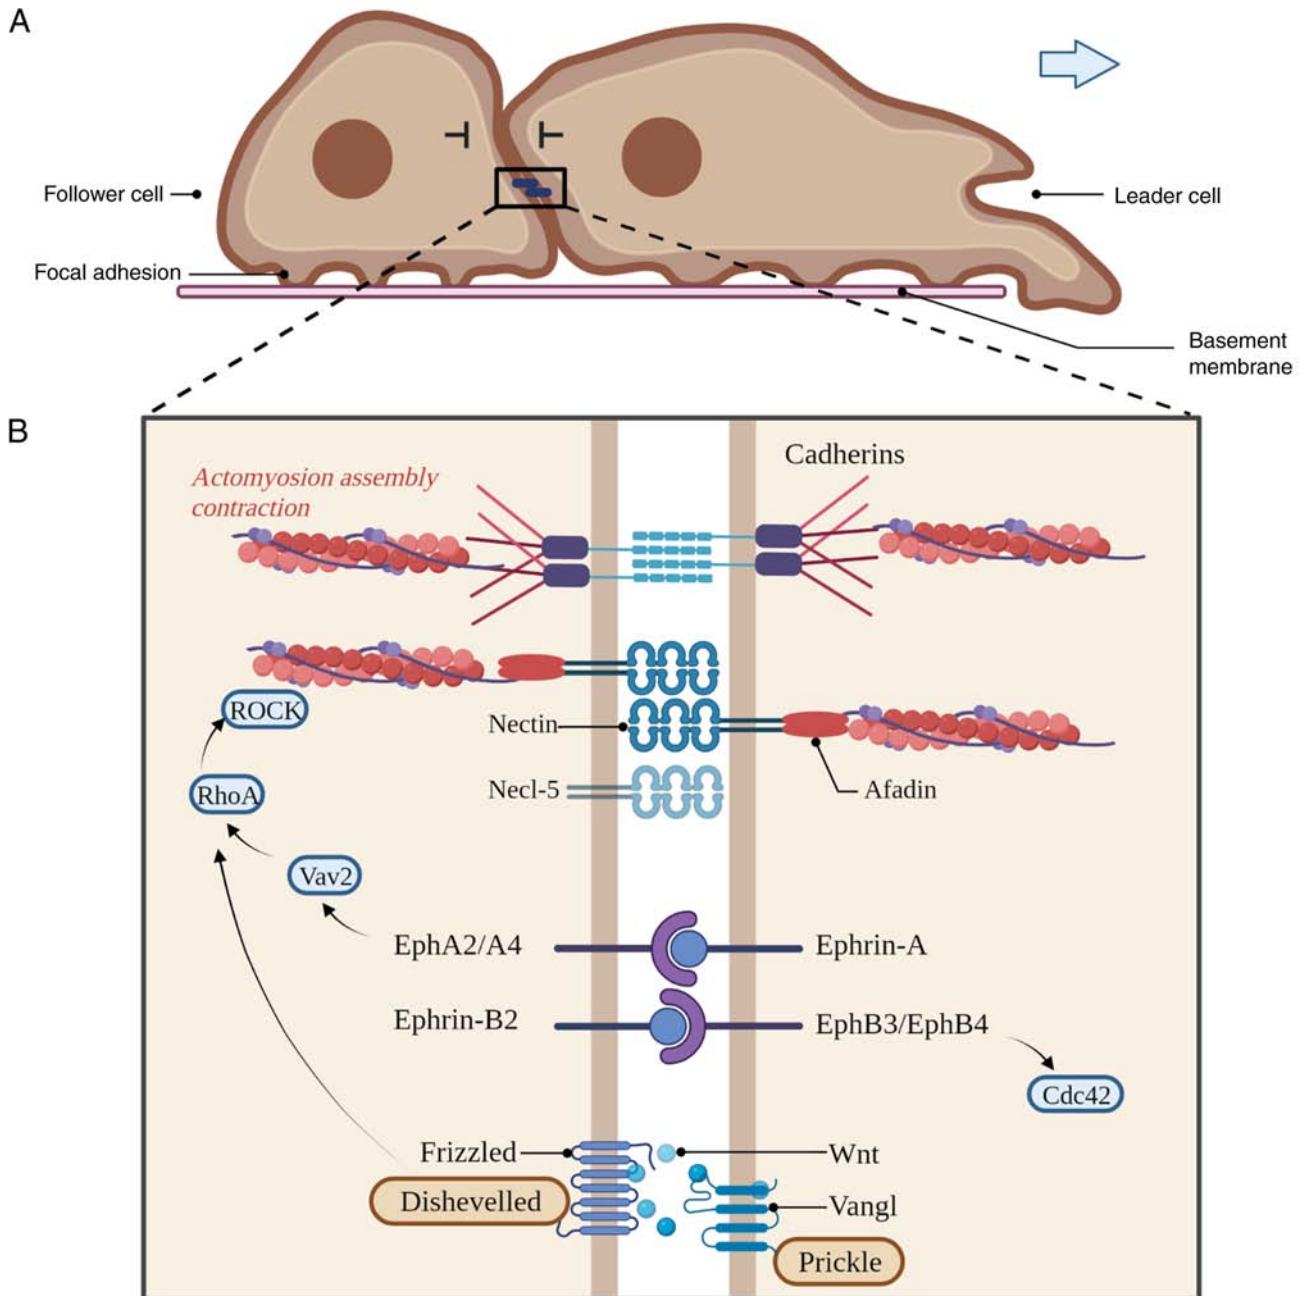 A
Follower cell
Leader cell
Focal adhesion
Basement
membrane
B
Cadherins
Actomyosion assembly
contraction
ROCK
Nectin
RhoA
Necl-5
Afadin
Vav2
EphA2/A4
Ephrin-A
Ephrin-B2
EphB3/EphB4
Cdc42
Frizzled
Wnt
Dishevelled
Vangl
Prickle